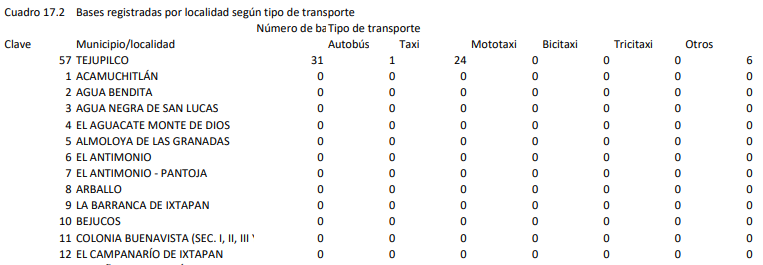 Cuadro 17.2 Bases registradas por localidad según tipo de transporte
Número de ba Tipo de transporte
Clave Municipio/localidad Autobús Taxi Mototaxi Bicitaxi Tricitaxi Otros
57 TEJUPILCO 31 1 24 0 0 0 6
1 ACAMUCHITLÁN 0 0 0 0 0 0 0
2 AGUA BENDITA 0 0 0 0 0 0 0
3 AGUA NEGRA DE SAN LUCAS 0 0 0 0 0 0 0
4 EL AGUACATE MONTE DE DIOS 0 0 0 0 0 0 0
5 ALMOLOYA DE LAS GRANADAS 0 0 0 0 0 0 0
6 EL ANTIMONIO 0 0 0 0 0 0 0
7 EL ANTIMONIO - PANTOJA 0 0 0 0 0 0 0
8 ARBALLO 0 0 0 0 0 0 0
9 LA BARRANCA DE IXTAPAN 0 0 0 0 0 0 0
10 BEJUCOS 0 0 0 0 0 0 0
11 COLONIA BUENAVISTA (SEC. I, II, III 0 0 0 0 0 0 0
12 EL CAMPANARÍO DE IXTAPAN 0 0 0 0 0 0 0